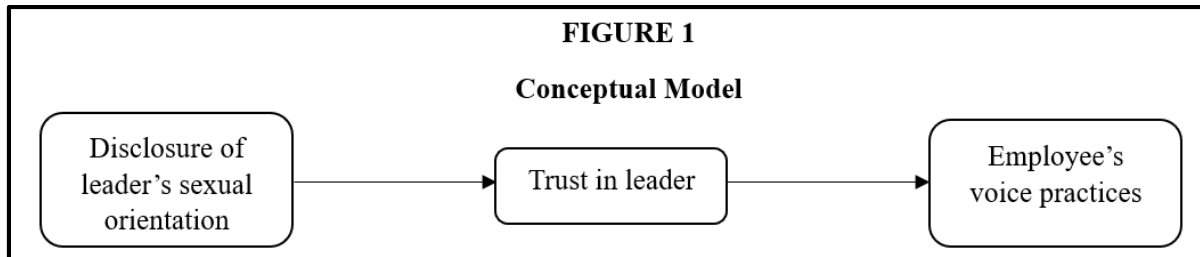 FIGURE 1
Conceptual Model
Disclosure of
leader’s sexual
orientation
Trust in leader
Employee’s
voice practices